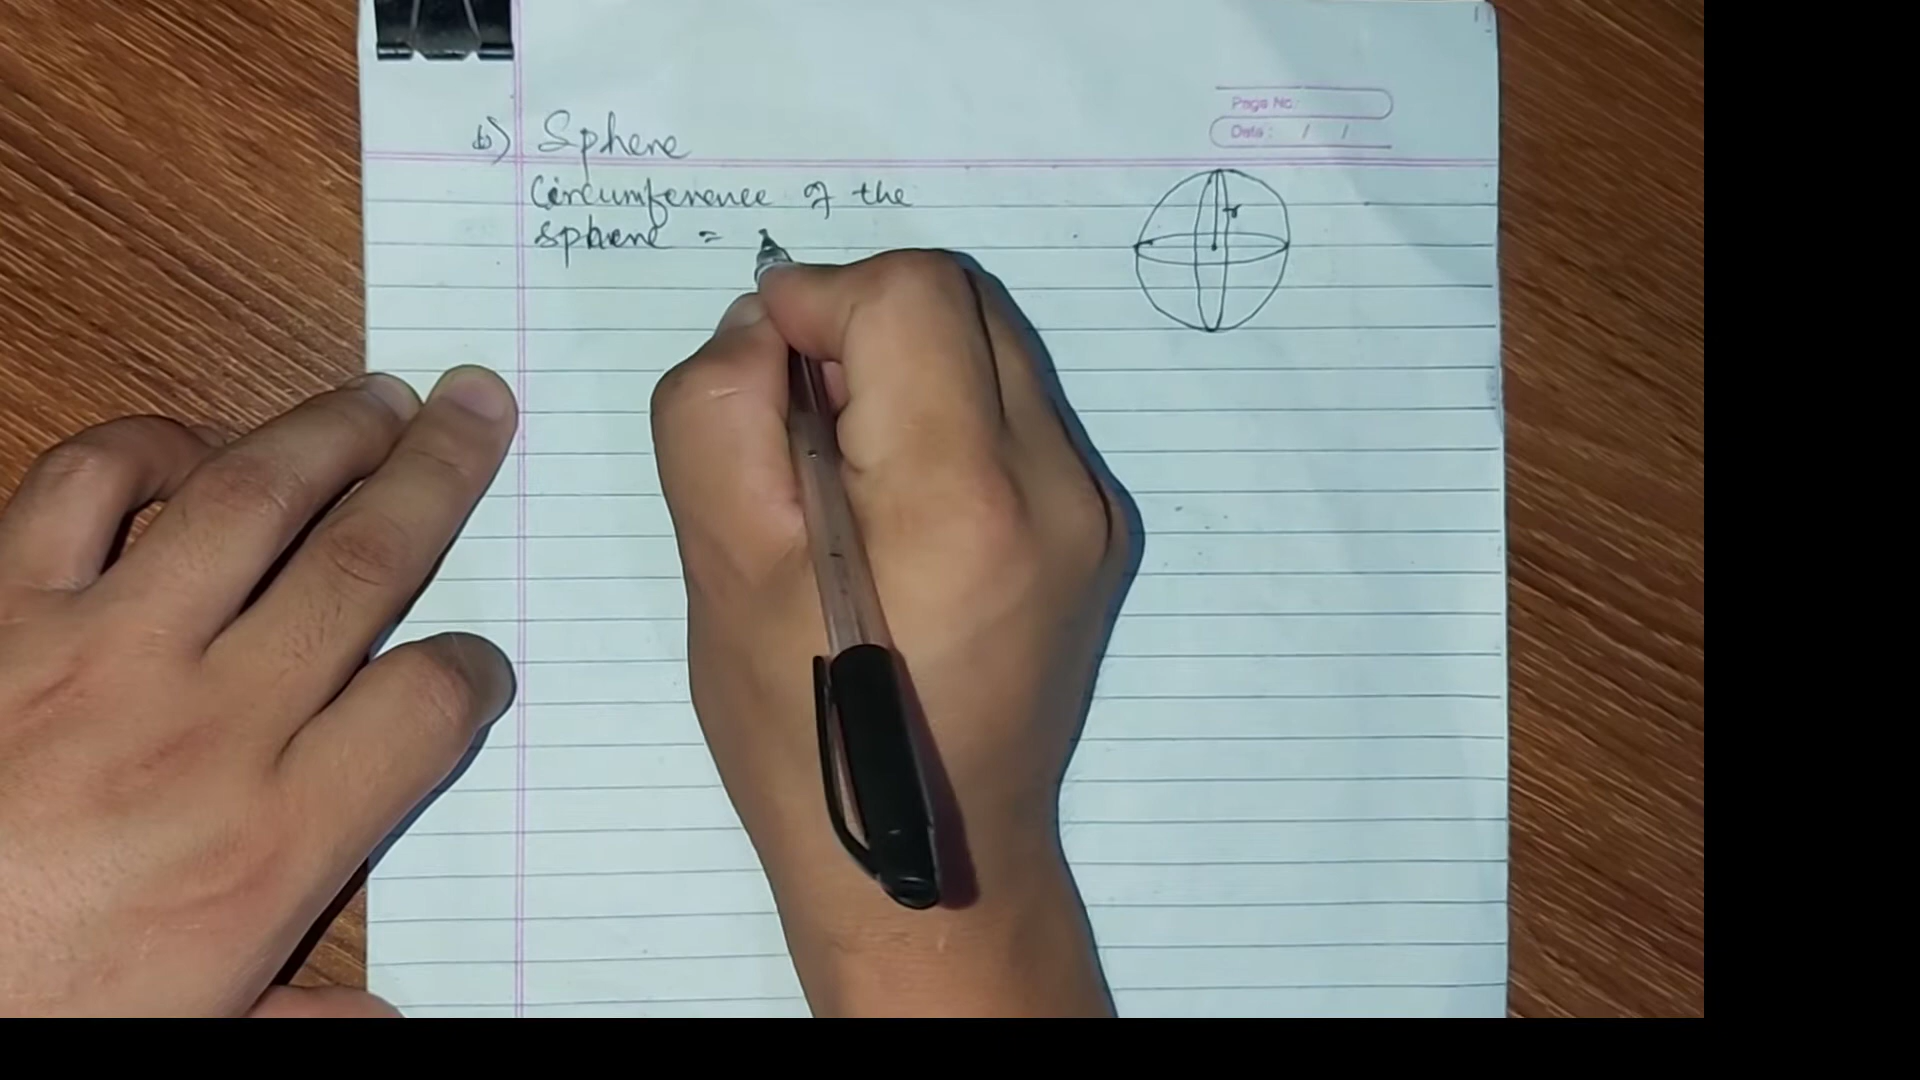 Page No:
Date: / /
b) Sphere
Circumference of the
sphere =
r